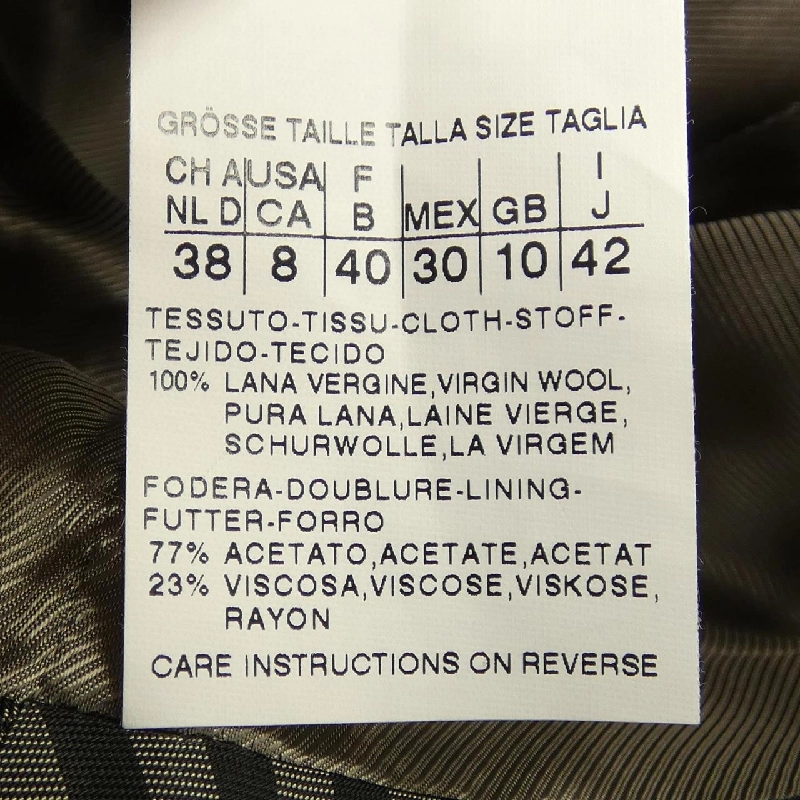 GRÖSSE TAILLE TALLA SIZE TAGLIA
CH A USA F MEX GB I
NL D CA B J
38 8 40 30 10 42
TESSUTO-TISSU-CLOTH-STOFF-
TEJIDO-TECIDO
100% LANA VERGINE,VIRGIN WOOL,
PURA LANA,LAINE VIERGE,
SCHURWOLLE,LA VIRGEM
FODERA-DOUBLURE-LINING-
FUTTER-FORRO
77% ACETATO,ACETATE,ACETAT
23% VISCOSA,VISCOSE,VISKOSE,
RAYON
CARE INSTRUCTIONS ON REVERSE